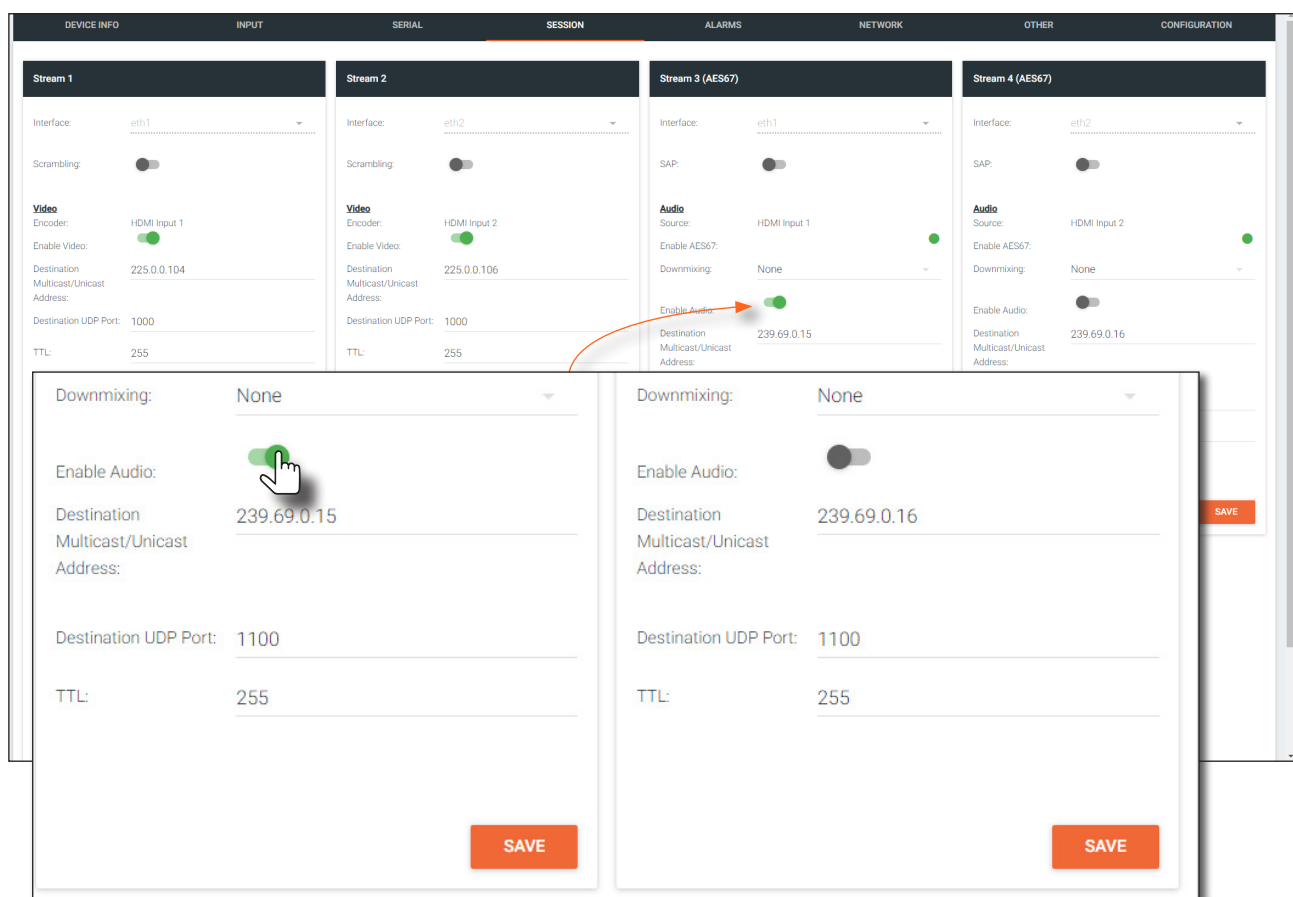 DEVICE INFO INPUT SERIAL SESSION ALARMS NETWORK OTHER CONFIGURATION
Stream 1
Interface: eth1
Scrambling:
Video
Encoder: HDMI Input 1
Enable Video:
Destination 225.0.0.104
Multicast/Unicast
Address:
Destination UDP Port: 1000
TTL: 255
Stream 2
Interface: eth2
Scrambling:
Video
Encoder: HDMI Input 2
Enable Video:
Destination 225.0.0.106
Multicast/Unicast
Address:
Destination UDP Port: 1000
TTL: 255
Stream 3 (AES67)
Interface: eth1
SAP:
Audio
Source: HDMI Input 1
Enable AES67:
Downmixing: None
Enable Audio:
Destination 239.69.0.15
Multicast/Unicast
Address:
Stream 4 (AES67)
Interface: eth2
SAP:
Audio
Source: HDMI Input 2
Enable AES67:
Downmixing: None
Enable Audio:
Destination 239.69.0.16
Multicast/Unicast
Address:
SAVE
Downmixing: None
Enable Audio:
Destination 239.69.0.15
Multicast/Unicast
Address:
Destination UDP Port: 1100
TTL: 255
SAVE
Downmixing: None
Enable Audio:
Destination 239.69.0.16
Multicast/Unicast
Address:
Destination UDP Port: 1100
TTL: 255
SAVE